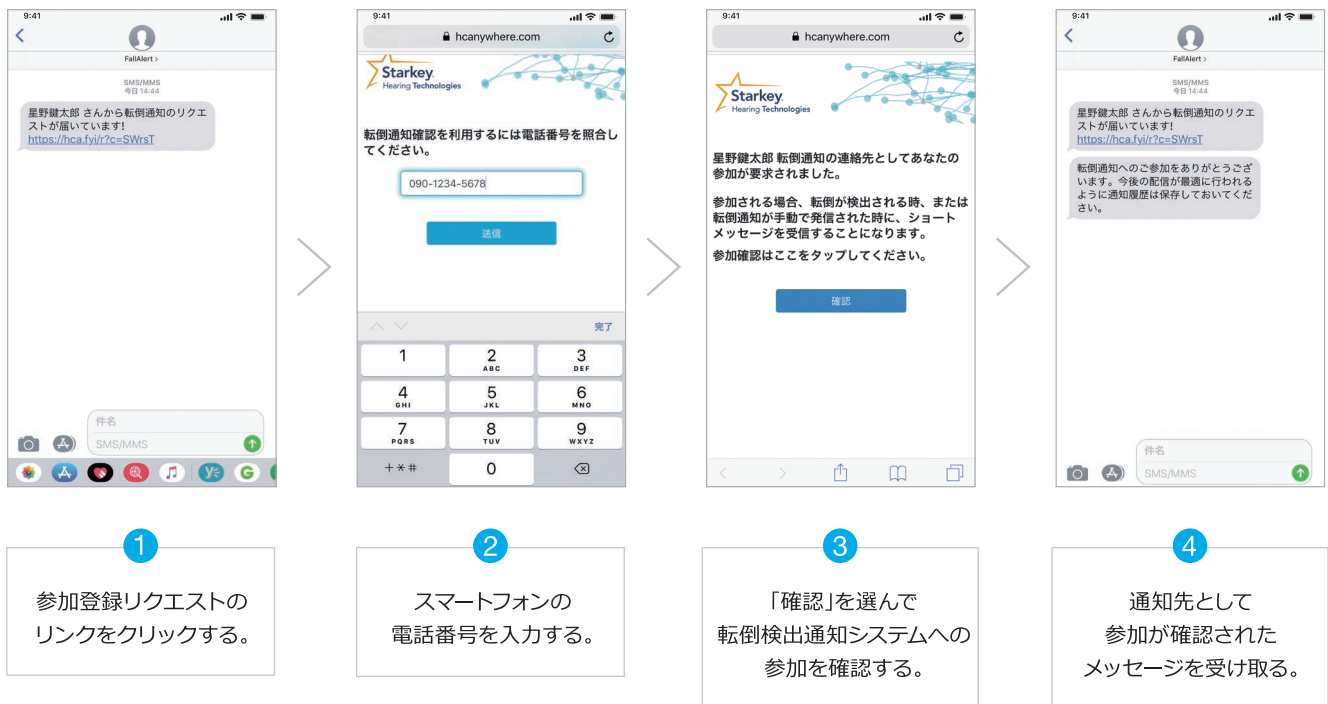 9:41
FallAlert >
SMS/MMS
今日 14:44
星野鍵太郎 さんから転倒通知のリクエ
ストが届いています!
https://hca.fyi/r?c=SWrsT
件名
SMS/MMS
9:41
hcanywhere.com
Starkey
Hearing Technologies
転倒通知確認を利用するには電話番号を照合し
てください。
090-1234-5678
送信
完了
1
2
ABC
3
DEF
4
GHI
5
JKL
6
MNO
7
PQRS
8
TUV
9
WXYZ
+*#
0
9:41
hcanywhere.com
Starkey
Hearing Technologies
星野鍵太郎 転倒通知の連絡先としてあなたの
参加が要求されました。
参加される場合、転倒が検出される時、または
転倒通知が手動で発信された時に、ショート
メッセージを受信することになります。
参加確認はここをタップしてください。
確認
9:41
FallAlert >
SMS/MMS
今日 14:44
星野鍵太郎 さんから転倒通知のリクエ
ストが届いています!
https://hca.fyi/r?c=SWrsT
転倒通知へのご参加をありがとうござ
います。今後の配信が最適に行われる
ように通知履歴は保存しておいてくだ
さい。
件名
SMS/MMS
1
参加登録リクエストの
リンクをクリックする。
2
スマートフォンの
電話番号を入力する。
3
「確認」を選んで
転倒検出通知システムへの
参加を確認する。
4
通知先として
参加が確認された
メッセージを受け取る。